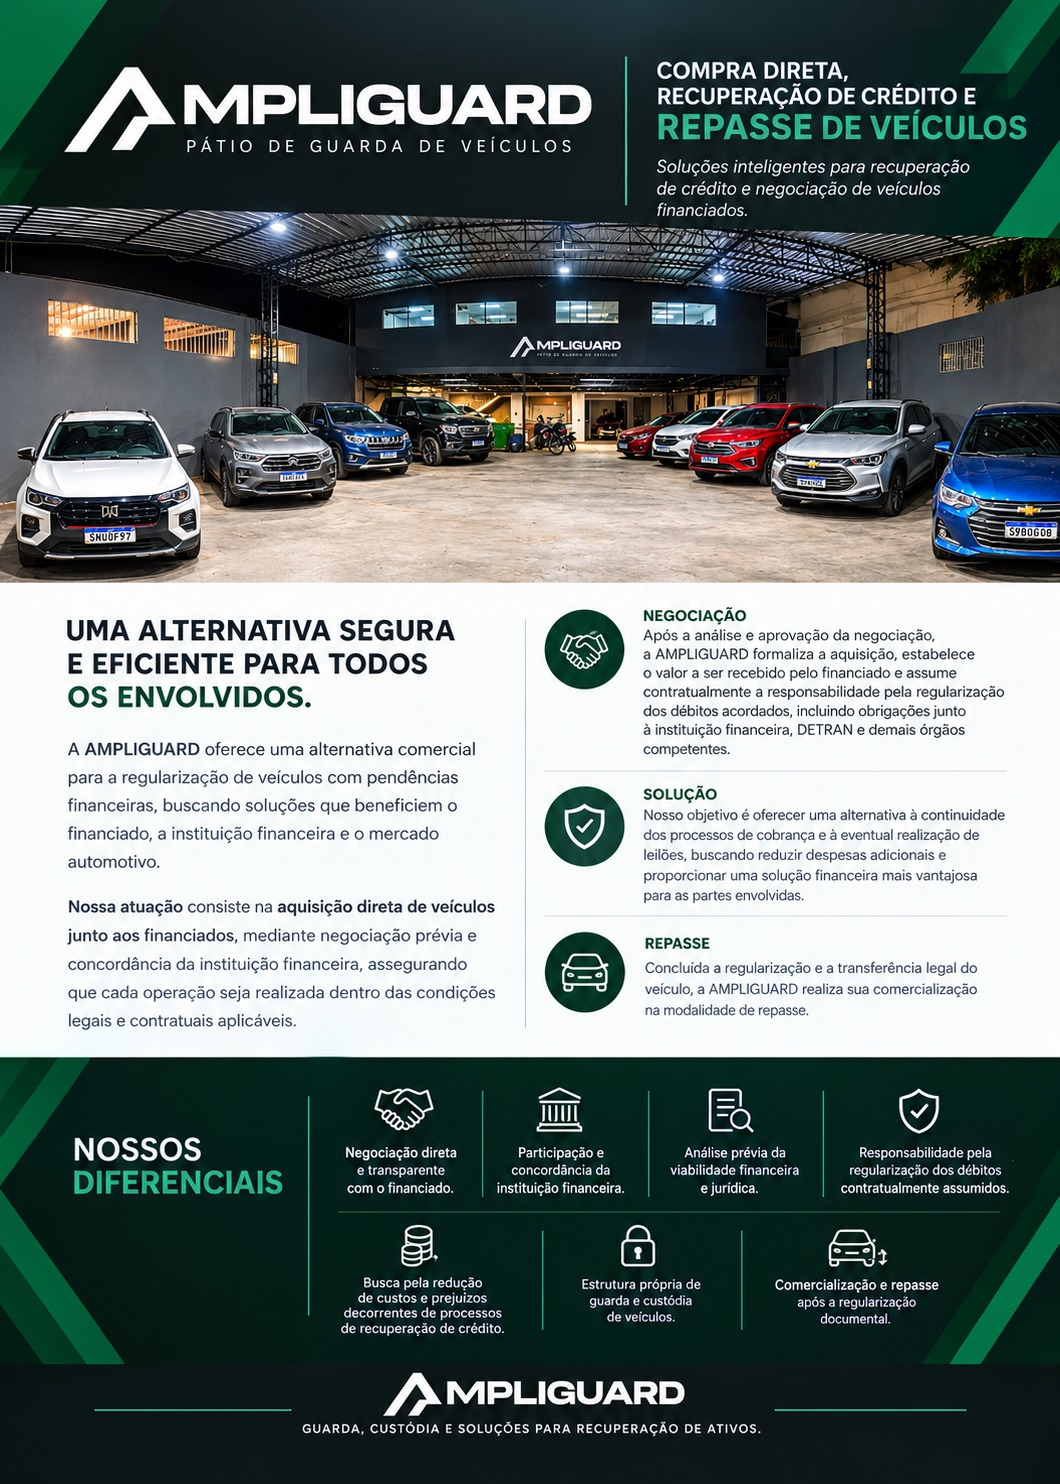 AMPLIGUARD
PÁTIO DE GUARDA DE VEÍCULOS
COMPRA DIRETA,
RECUPERAÇÃO DE CRÉDITO E
REPASSE DE VEÍCULOS
Soluções inteligentes para recuperação
de crédito e negociação de veículos
financiados.
AMPLIGUARD
PÁTIO DE GUARDA DE VEÍCULOS
UMA ALTERNATIVA SEGURA
E EFICIENTE PARA TODOS
OS ENVOLVIDOS.
A AMPLIGUARD oferece uma alternativa comercial
para a regularização de veículos com pendências
financeiras, buscando soluções que beneficiem o
financiado, a instituição financeira e o mercado
automotivo.
Nossa atuação consiste na aquisição direta de veículos
junto aos financiados, mediante negociação prévia e
concordância da instituição financeira, assegurando
que cada operação seja realizada dentro das condições
legais e contratuais aplicáveis.
NEGOCIAÇÃO
Após a análise e aprovação da negociação,
a AMPLIGUARD formaliza a aquisição, estabelece
o valor a ser recebido pelo financiado e assume
contratualmente a responsabilidade pela regularização
dos débitos acordados, incluindo obrigações junto
à instituição financeira, DETRAN e demais órgãos
competentes.
SOLUÇÃO
Nosso objetivo é oferecer uma alternativa à continuidade
dos processos de cobrança e à eventual realização de
leilões, buscando reduzir despesas adicionais e
proporcionar uma solução financeira mais vantajosa
para as partes envolvidas.
REPASSE
Concluída a regularização e a transferência legal do
veículo, a AMPLIGUARD realiza sua comercialização
na modalidade de repasse.
NOSSOS
DIFERENCIAIS
Negociação direta
e transparente
com o financiado.
Participação e
concordância da
instituição financeira.
Análise prévia da
viabilidade financeira
e jurídica.
Responsabilidade pela
regularização dos débitos
contratualmente assumidos.
Busca pela redução
de custos e prejuizos
decorrentes de processos
de recuperação de crédito.
Estrutura própria de
guarda e custódia
de veículos.
Comercialização e repasse
após a regularização
documental.
AMPLIGUARD
GUARDA, CUSTÓDIA E SOLUÇÕES PARA RECUPERAÇÃO DE ATIVOS.